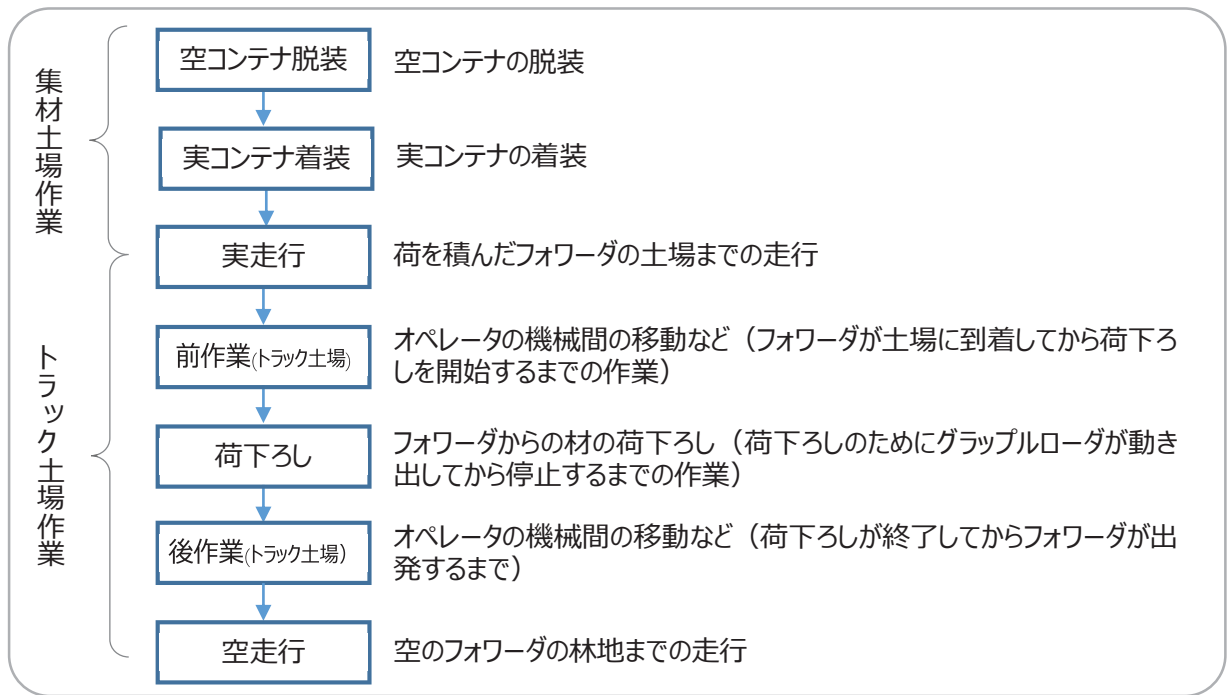 集材土場作業
空コンテナ脱装
空コンテナの脱装
実コンテナ着装
実コンテナの着装
トラック土場作業
実走行
荷を積んだフォワーダの土場までの走行
前作業(トラック土場)
オペレータの機械間の移動など（フォワーダが土場に到着してから荷下ろ
しを開始するまでの作業）
荷下ろし
フォワーダからの材の荷下ろし（荷下ろしのためにグラップルローダが動き
出してから停止するまでの作業）
後作業(トラック土場）
オペレータの機械間の移動など（荷下ろしが終了してからフォワーダが出
発するまで）
空走行
空のフォワーダの林地までの走行